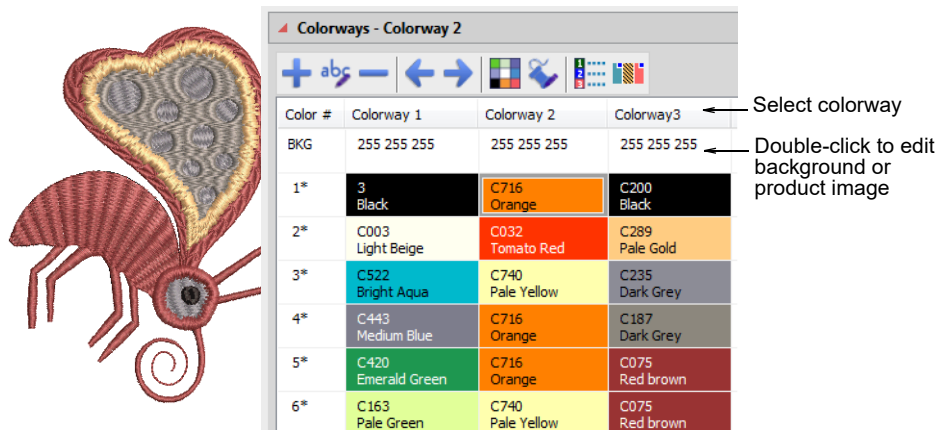 Colorways - Colorway 2
abc
1
2
3
Color # Colorway 1 Colorway 2 Colorway3
Select colorway
BKG 255 255 255 255 255 255 255 255 255
Double-click to edit
background or
product image
1* 3 C716 C200
Black Orange Black
2* C003 C032 C289
Light Beige Tomato Red Pale Gold
3* C522 C740 C235
Bright Aqua Pale Yellow Dark Grey
4* C443 C716 C187
Medium Blue Orange Dark Grey
5* C420 C716 C075
Emerald Green Orange Red brown
6* C163 C740 C075
Pale Green Pale Yellow Red brown